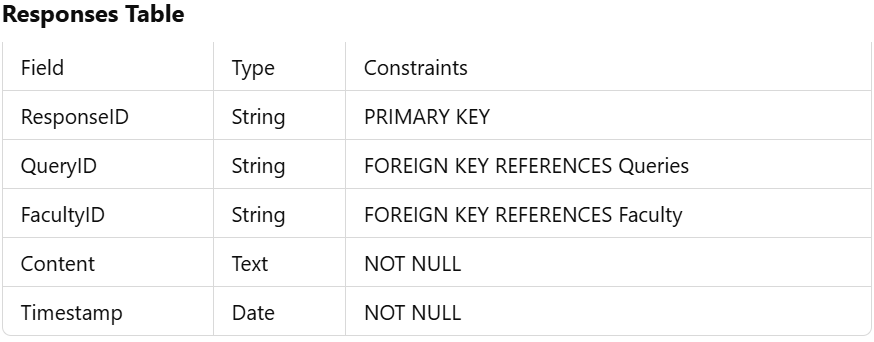 Responses Table
Field Type Constraints
ResponseID String PRIMARY KEY
QueryID String FOREIGN KEY REFERENCES Queries
FacultyID String FOREIGN KEY REFERENCES Faculty
Content Text NOT NULL
Timestamp Date NOT NULL